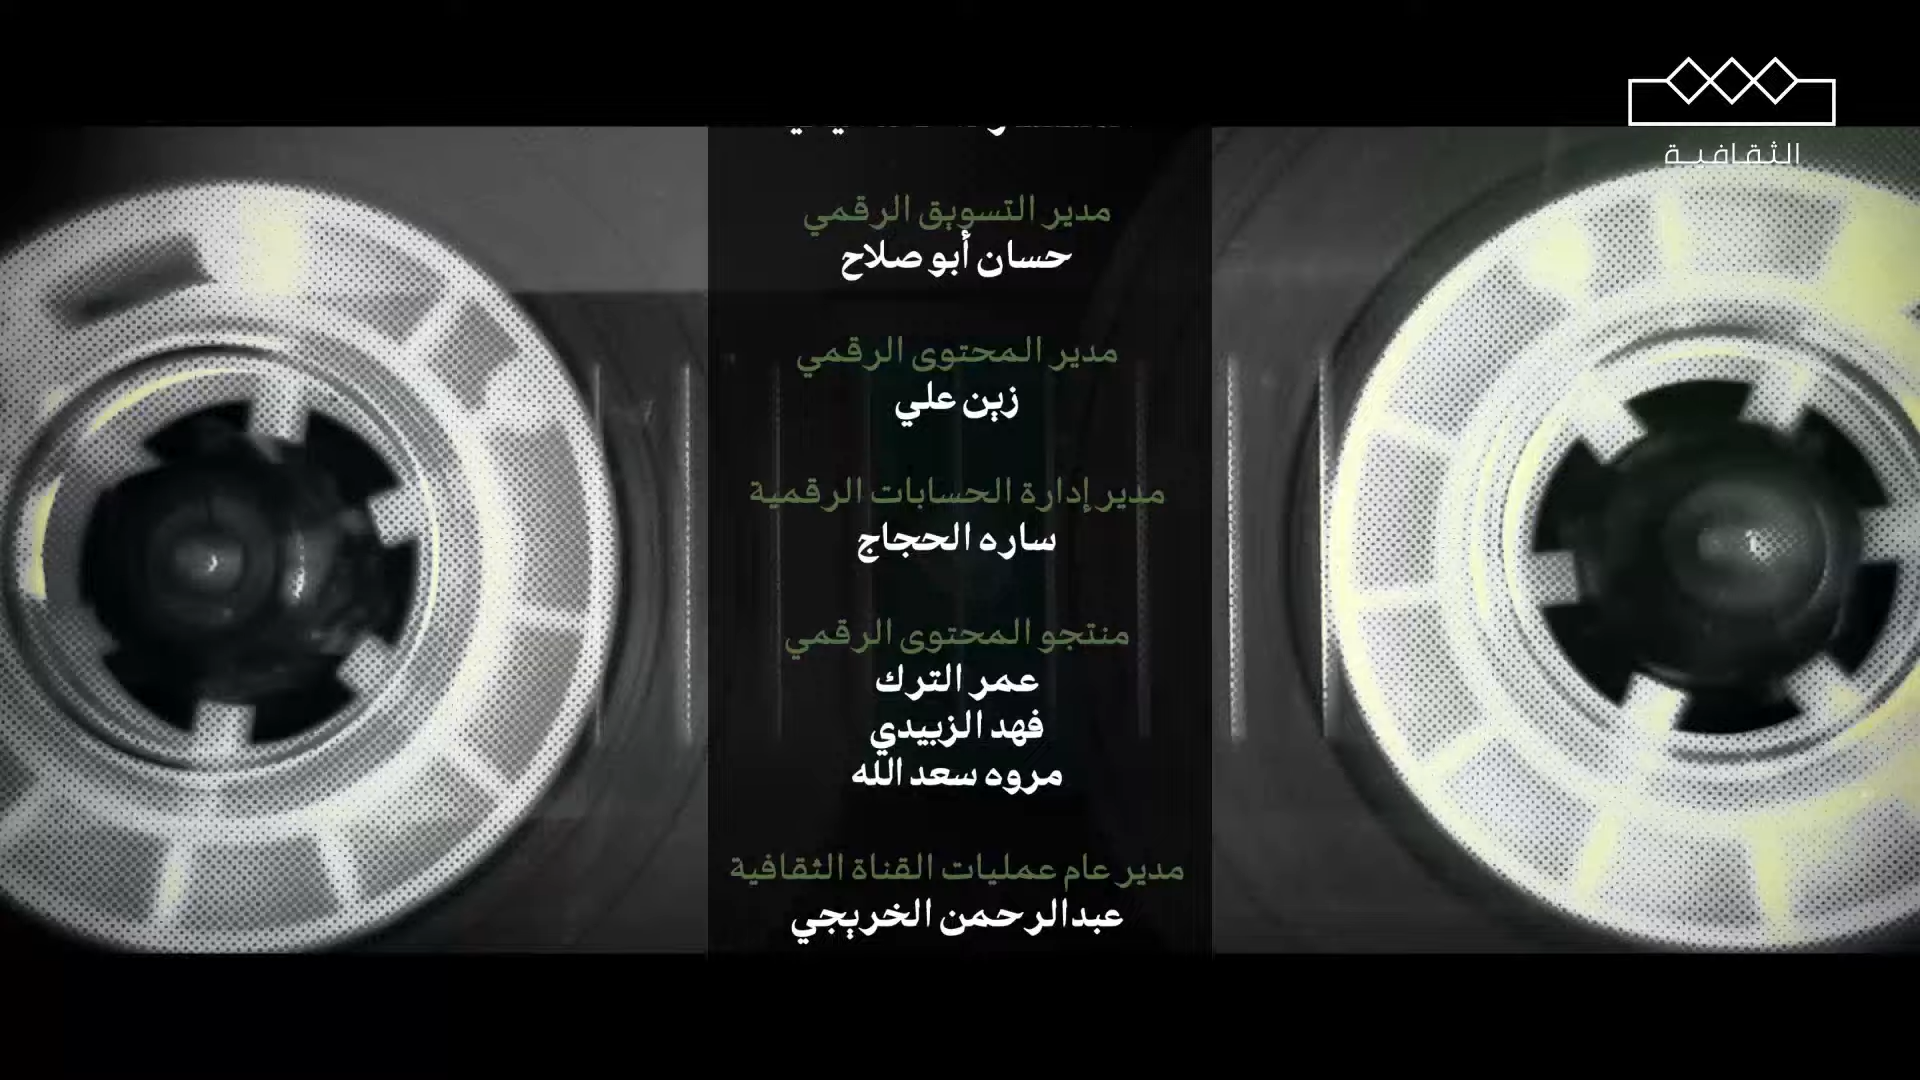 الثقافية
مدير التسويق الرقمي
حسان أبو صلاح
مدير المحتوى الرقمي
زين علي
مدير إدارة الحسابات الرقمية
ساره الحجاج
منتجو المحتوى الرقمي
عمر الترك
فهد الزبيدي
مروه سعد الله
مدير عام عمليات القناة الثقافية
عبدالرحمن الخريجي